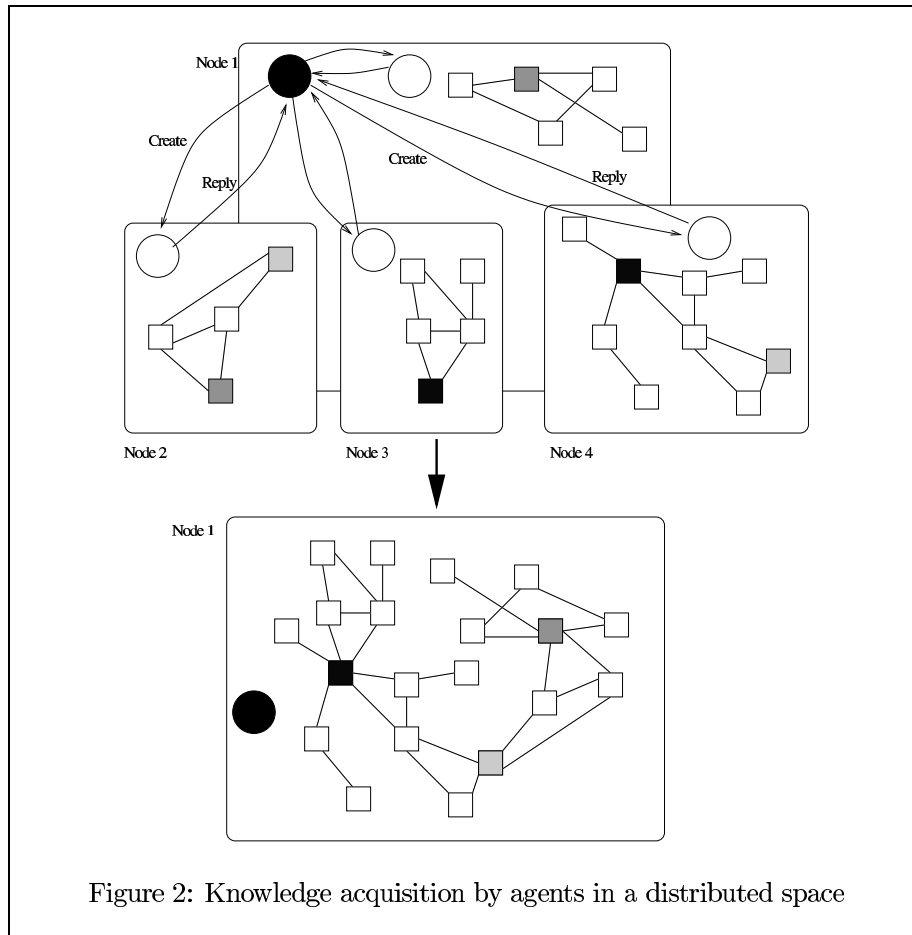 Node 1
Create
Create
Reply
Reply
Node 2
Node 3
Node 4
Node 1
Figure 2: Knowledge acquisition by agents in a distributed space